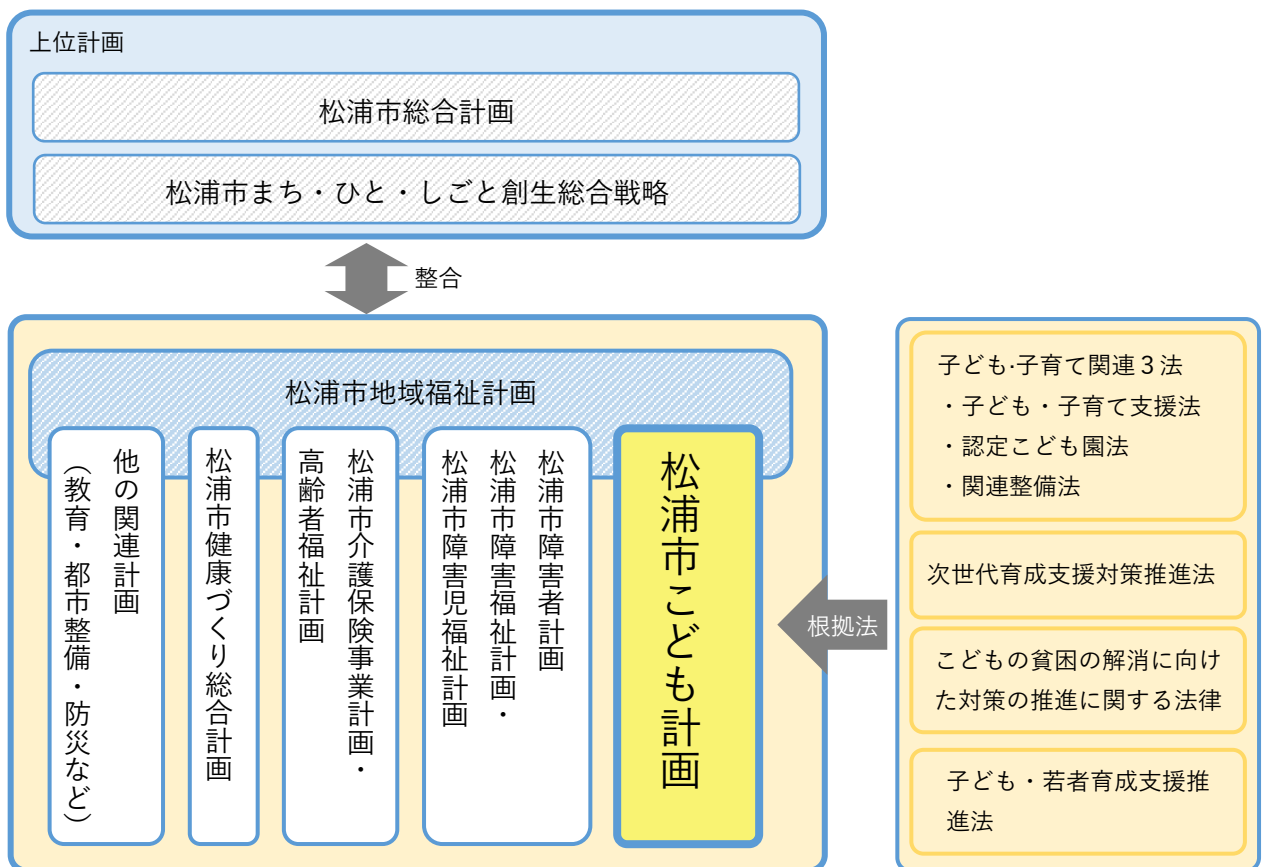 上位計画
松浦市総合計画
松浦市まち・ひと・しごと創生総合戦略
整合
松浦市地域福祉計画
松浦市こども計画
松浦市障害者計画
松浦市障害福祉計画・
松浦市障害児福祉計画
松浦市介護保険事業計画・
高齢者福祉計画
松浦市健康づくり総合計画
他の関連計画
（教育・都市整備・防災など）
根拠法
子ども･子育て関連３法
・子ども・子育て支援法
・認定こども園法
・関連整備法
次世代育成支援対策推進法
こどもの貧困の解消に向け
た対策の推進に関する法律
子ども・若者育成支援推
進法